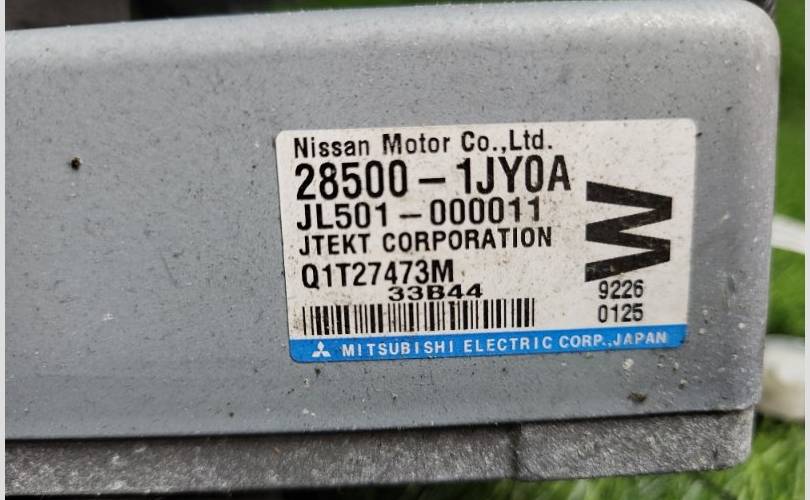 Nissan Motor Co.,Ltd.
28500-1JY0A
JL501-000011
JTEKT CORPORATION
Q1T27473M
33B44
W
9226
0125
MITSUBISHI ELECTRIC CORP.,JAPAN